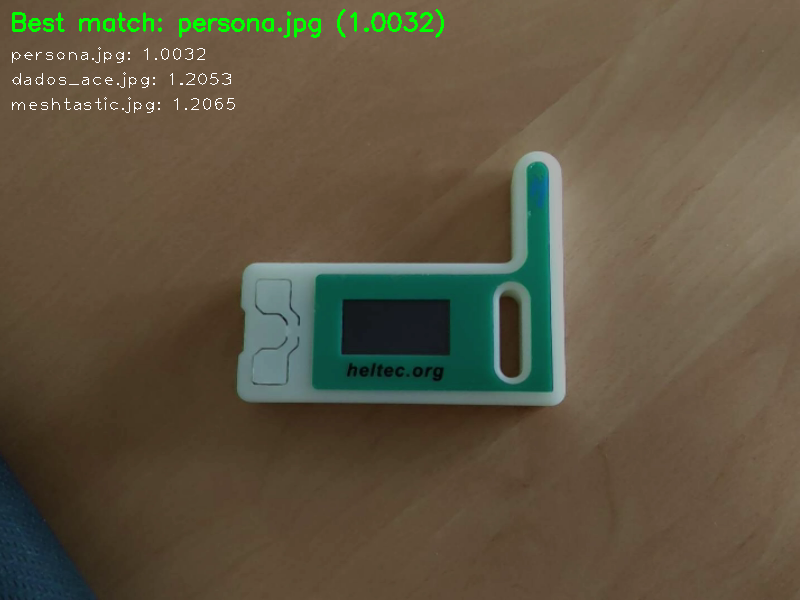 Best match: persona.jpg (1.0032)
persona.jpg: 1.0032
dados_ace.jpg: 1.2053
meshtastic.jpg: 1.2065
heltec.org